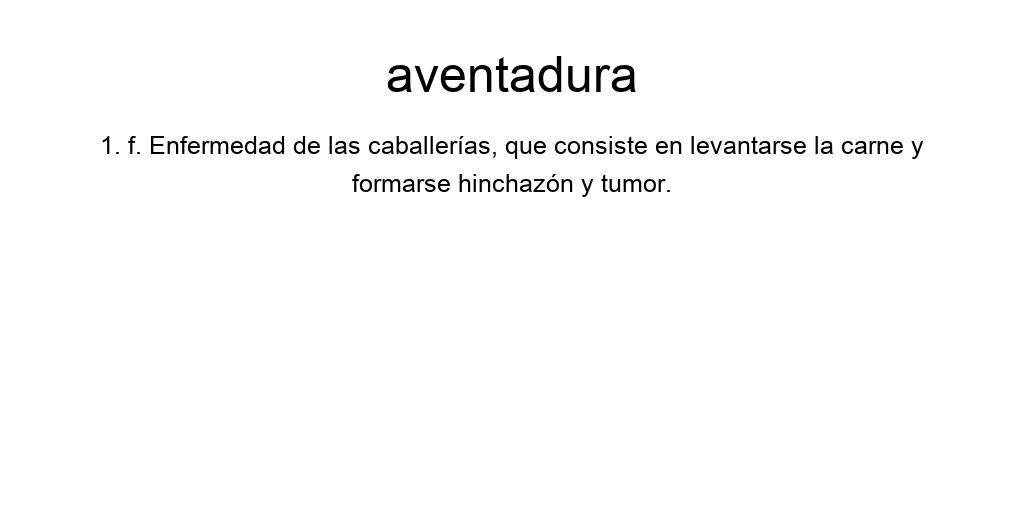 aventadura
1. f. Enfermedad de las caballerías, que consiste en levantarse la carne y
formarse hinchazón y tumor.